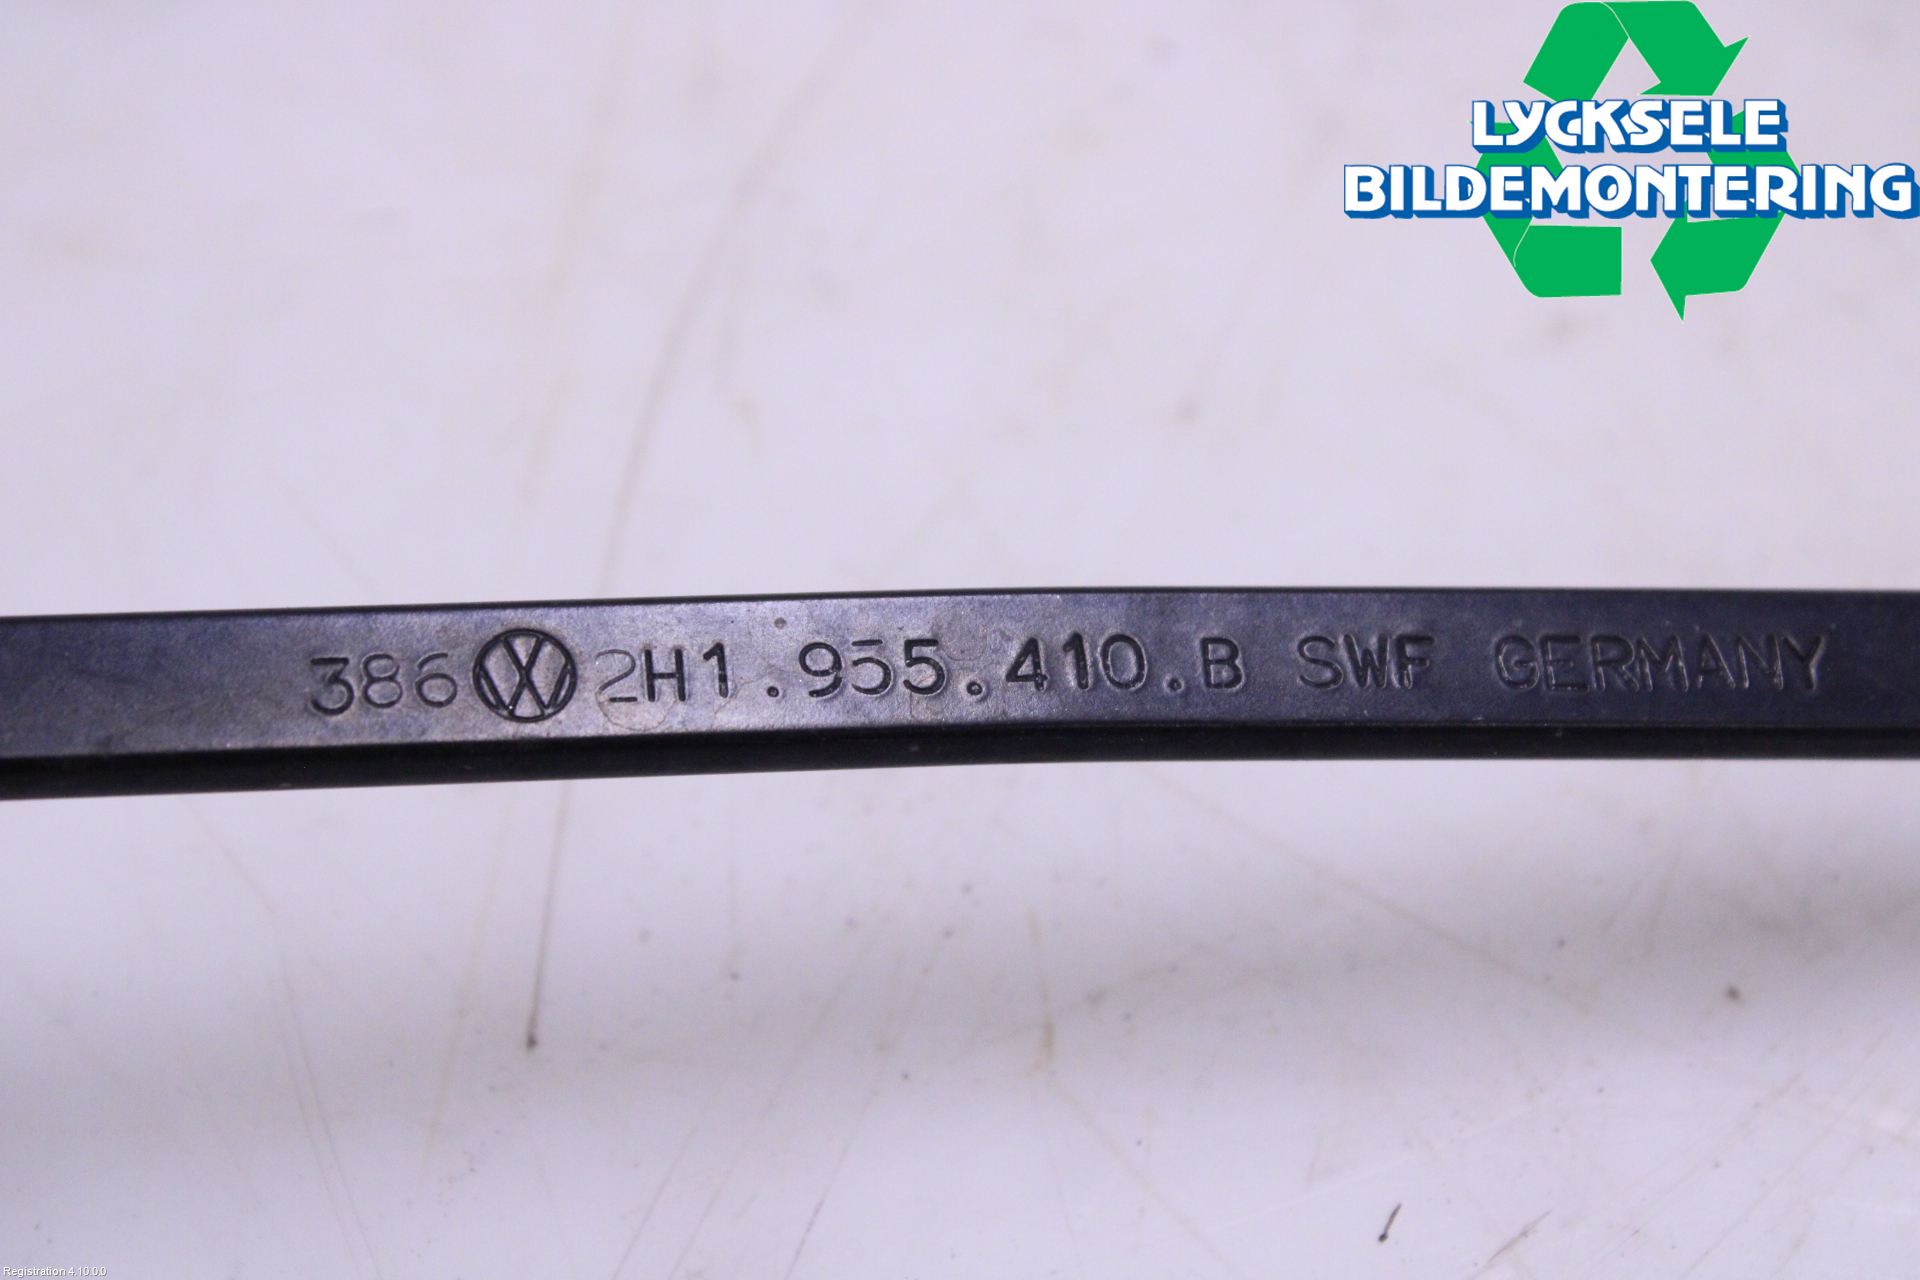 LYCKSELE
BILDEMONTERING
386 2H1.955.410.B SWF GERMANY
Registration 4.10.0.0